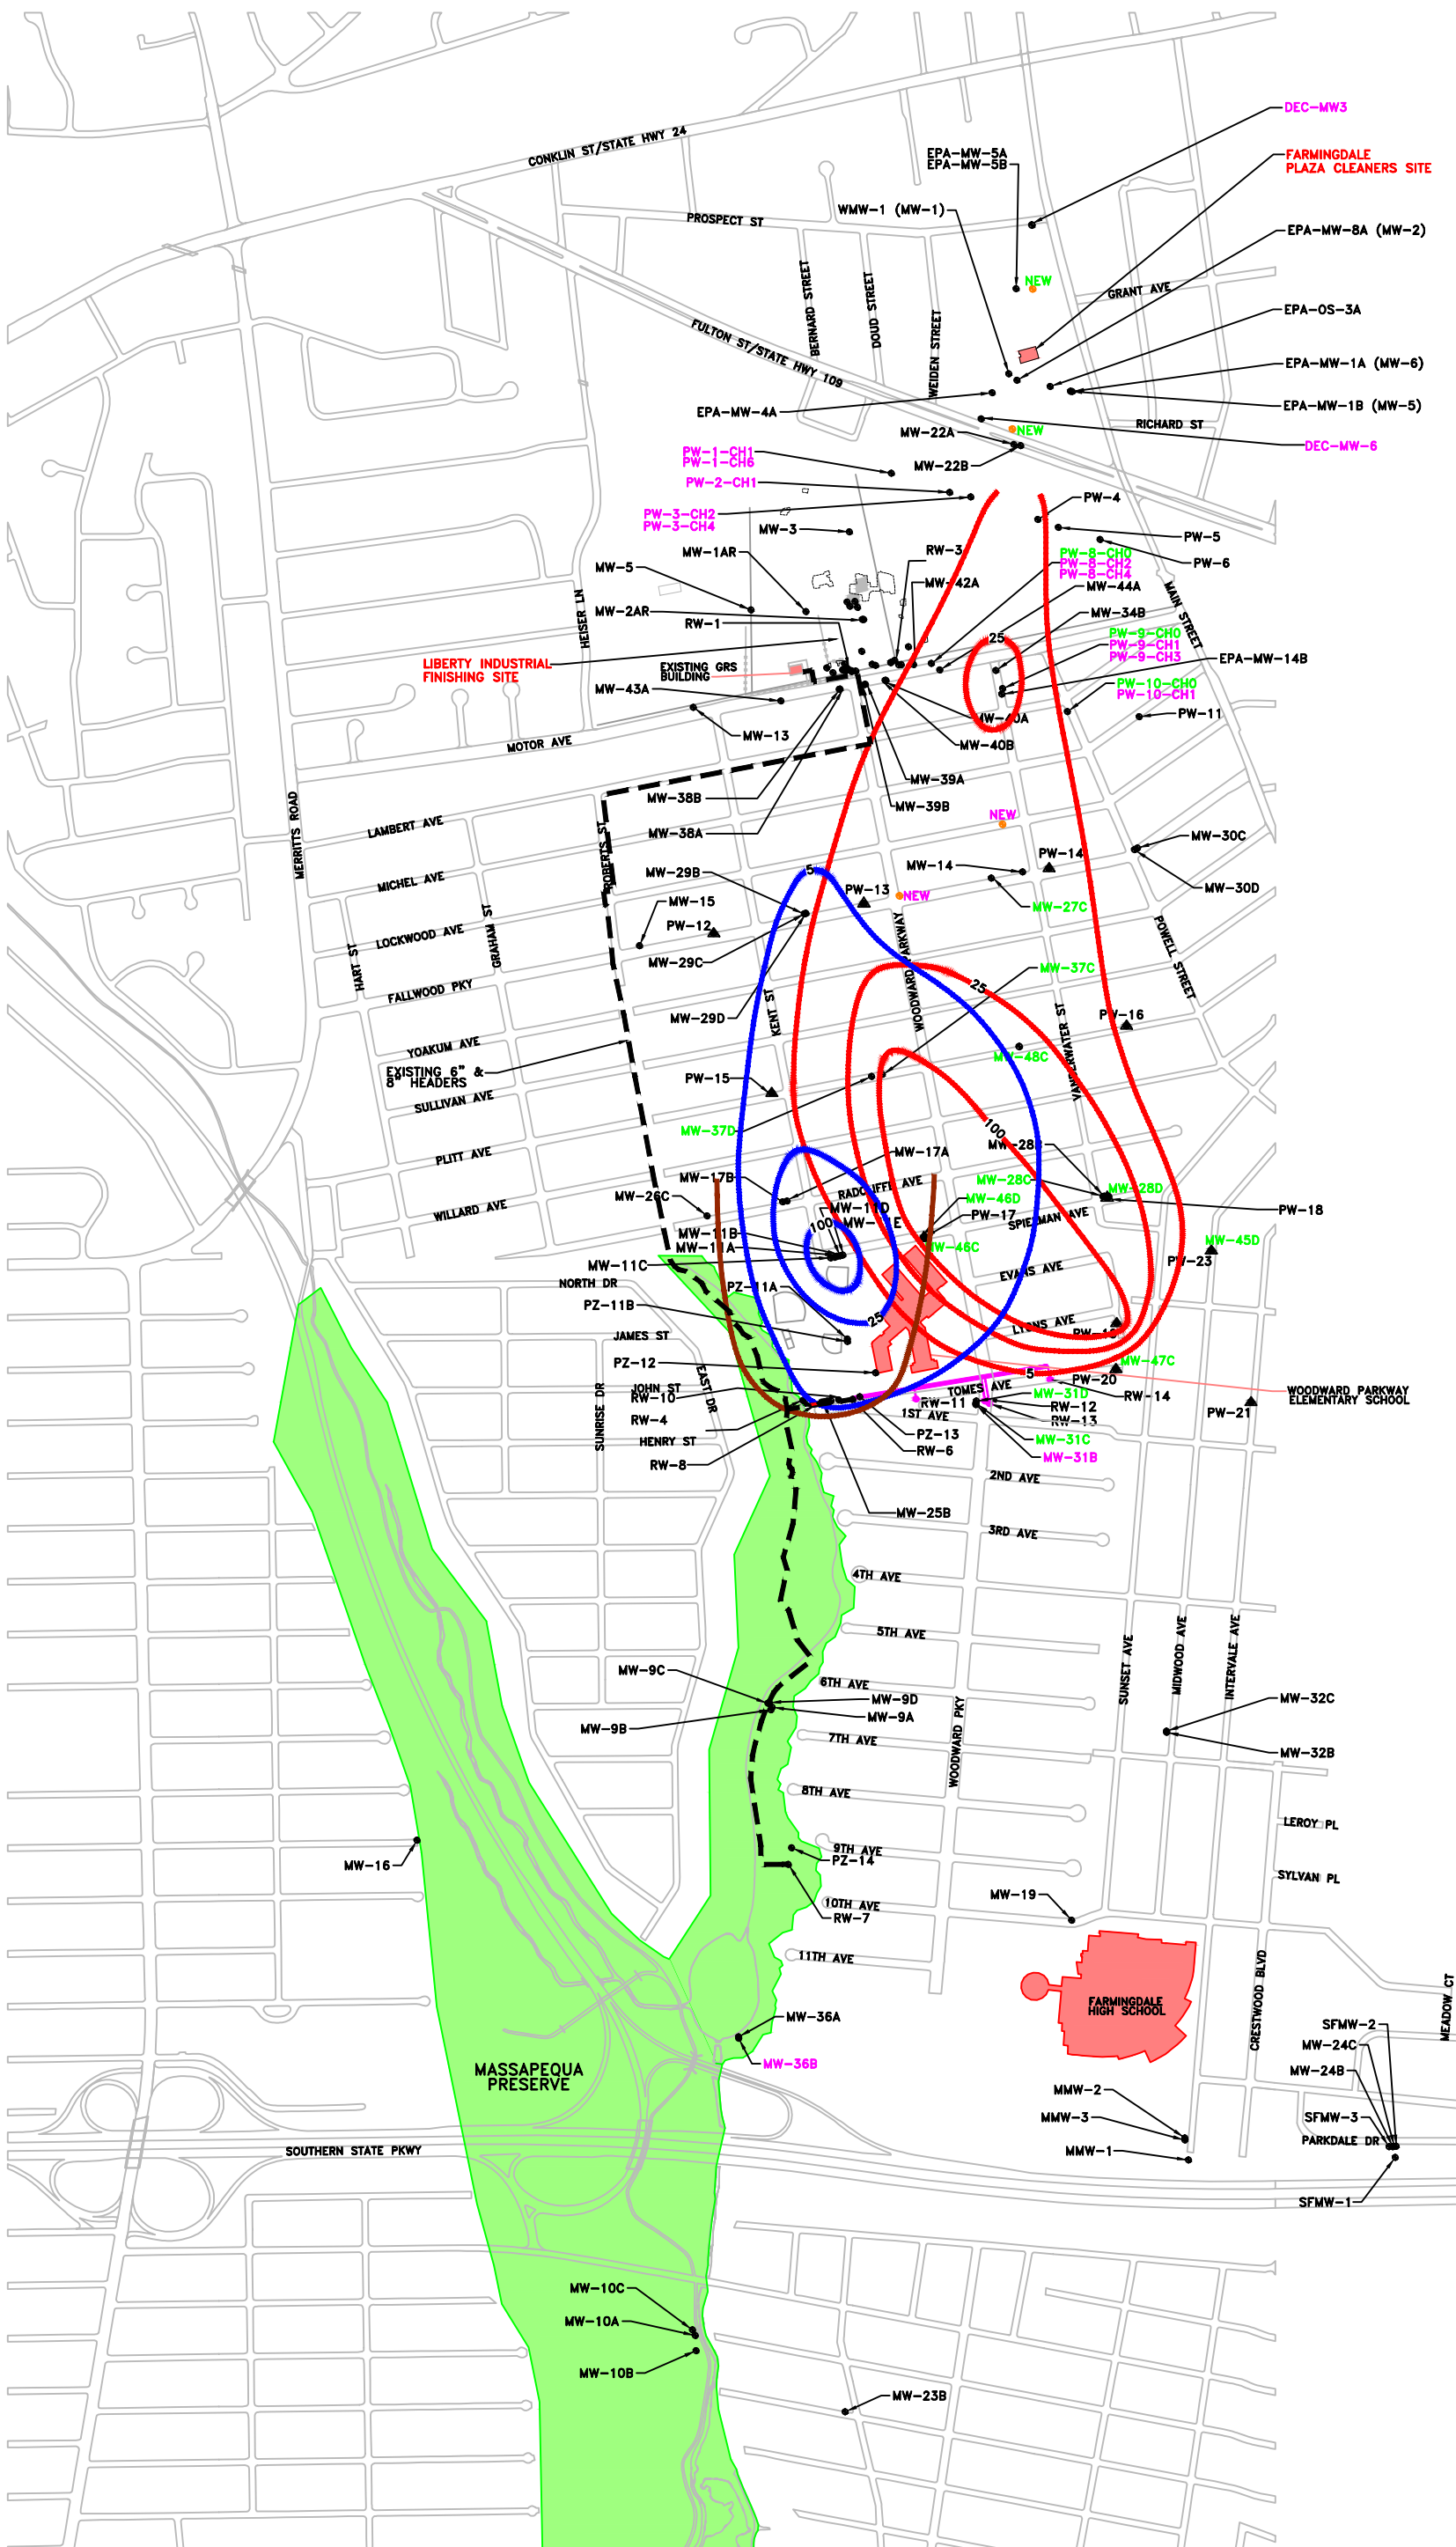 DEC-MW3
CONKLIN ST/STATE HWY 24
EPA-MW-5A
EPA-MW-5B
FARMINGDALE
PLAZA CLEANERS SITE
WMW-1 (MW-1)
PROSPECT ST
EPA-MW-8A (MW-2)
BERNARD STREET
DOUD STREET
WEIDEN STREET
NEW
GRANT AVE
EPA-OS-3A
FULTON ST/STATE HWY 109
EPA-MW-1A (MW-6)
EPA-MW-4A
EPA-MW-1B (MW-5)
RICHARD ST
MW-22A
NEW
DEC-MW-6
PW-1-CH1
PW-1-CH6
MW-22B
PW-2-CH1
PW-4
PW-3-CH2
PW-3-CH4
MW-3
PW-5
MW-1AR
RW-3
PW-8-CH0
PW-8-CH2
PW-8-CH4
PW-6
MW-5
MW-42A
MW-44A
MAIN STREET
MW-2AR
MW-34B
RW-1
HEISER LN
25
PW-9-CH0
PW-9-CH1
PW-9-CH3
EPA-MW-14B
LIBERTY INDUSTRIAL
FINISHING SITE
EXISTING GRS
BUILDING
MW-43A
PW-10-CH0
PW-10-CH1
MW-40A
PW-11
MW-13
MOTOR AVE
MW-40B
MW-39A
MW-38B
MW-39B
MERRITTS ROAD
LAMBERT AVE
MW-38A
ROBERTS ST
NEW
MW-30C
MW-14
PW-14
MW-29B
5
MICHEL AVE
PW-13
NEW
MW-30D
MW-15
MW-27C
PW-12
LOCKWOOD AVE
GRAHAM ST
HART ST
WOODWARD PARKWAY
POWELL STREET
MW-29C
MW-37C
FALLWOOD PKY
25
KENT ST
MW-29D
VANDERWATER ST
PW-16
YOAKUM AVE
MW-48C
EXISTING 6" &
8" HEADERS
PW-15
SULLIVAN AVE
100
MW-37D
PLITT AVE
MW-17A
MW-17B
RADCLIFFE AVE
MW-28C
MW-28D
MW-26C
MW-46D
WILLARD AVE
MW-11D
PW-17
SPIELMAN AVE
PW-18
100
MW-11B
MW-11A
MW-46C
MW-45D
MW-11C
PW-23
EVANS AVE
NORTH DR
PZ-11A
PZ-11B
25
LYONS AVE
JAMES ST
PZ-12
MW-47C
EAST DR
5
PW-20
JOHN ST
RW-10
TOMES AVE
RW-14
WOODWARD PARKWAY
ELEMENTARY SCHOOL
RW-11
MW-31D
RW-12
RW-4
1ST AVE
RW-13
PW-21
SUNRISE DR
HENRY ST
PZ-13
MW-31C
RW-6
MW-31B
RW-8
2ND AVE
MW-25B
3RD AVE
4TH AVE
5TH AVE
SUNSET AVE
MIDWOOD AVE
INTERVALE AVE
MW-9C
6TH AVE
MW-9D
MW-9A
MW-32C
MW-9B
7TH AVE
WOODWARD PKY
MW-32B
8TH AVE
LEROY PL
9TH AVE
PZ-14
MW-16
SYLVAN PL
MW-19
10TH AVE
RW-7
11TH AVE
CRESTWOOD BLVD
MEADOW CT
FARMINGDALE
HIGH SCHOOL
MW-36A
SFMW-2
MW-24C
MW-36B
MASSAPEQUA
PRESERVE
MW-24B
MMW-2
MMW-3
SFMW-3
PARKDALE DR
SOUTHERN STATE PKWY
MMW-1
SFMW-1
MW-10C
MW-10A
MW-10B
MW-23B